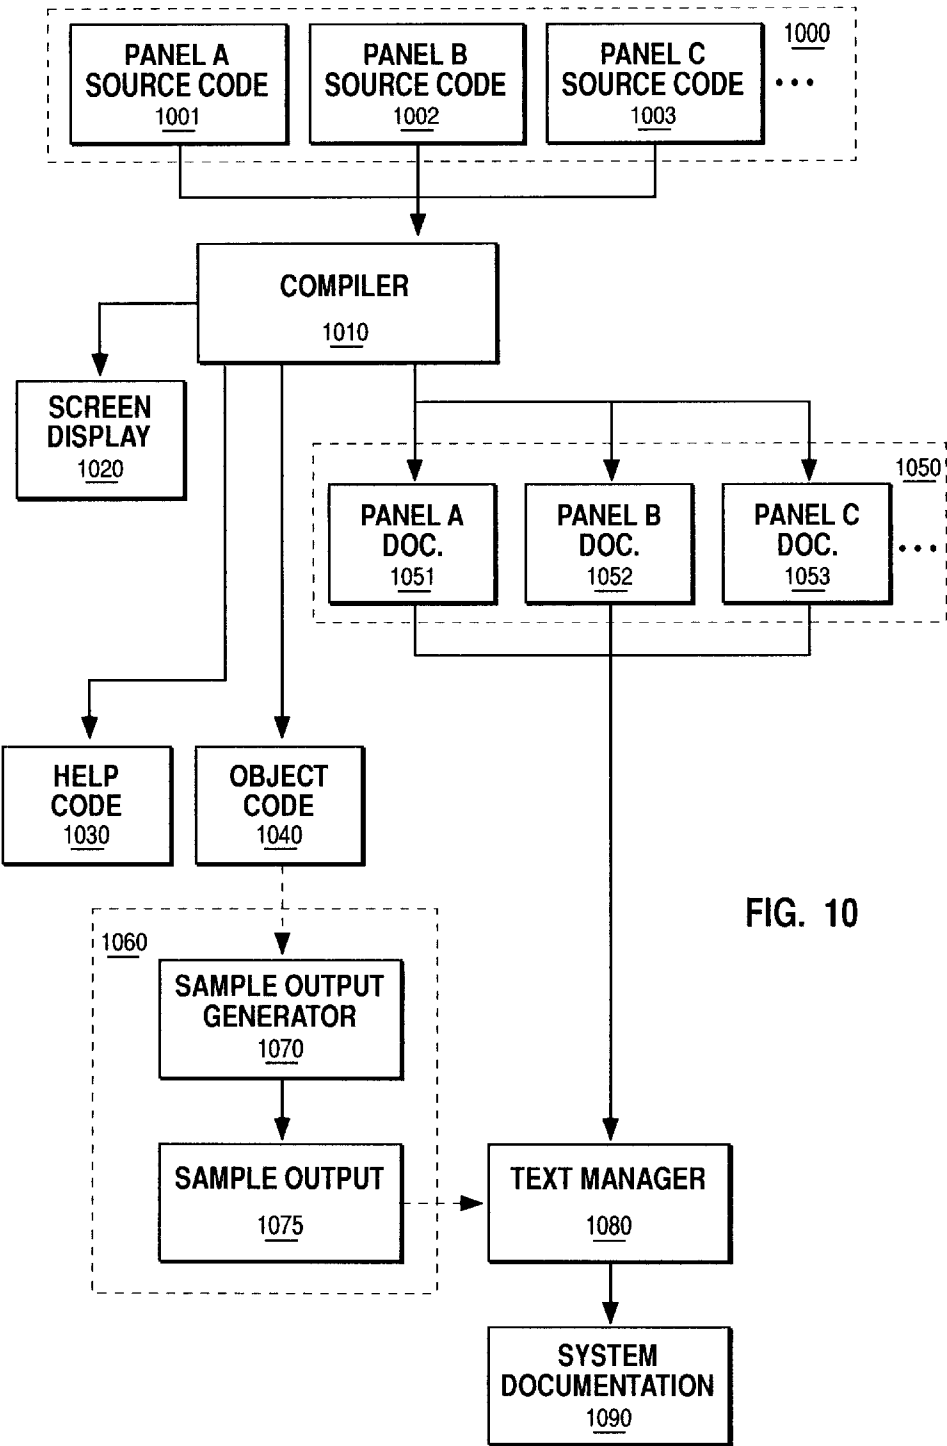 1000
PANEL A
SOURCE CODE
1001
PANEL B
SOURCE CODE
1002
PANEL C
SOURCE CODE
1003
COMPILER
1010
SCREEN
DISPLAY
1020
1050
PANEL A
DOC.
1051
PANEL B
DOC.
1052
PANEL C
DOC.
1053
HELP
CODE
1030
OBJECT
CODE
1040
FIG. 10
1060
SAMPLE OUTPUT
GENERATOR
1070
SAMPLE OUTPUT
1075
TEXT MANAGER
1080
SYSTEM
DOCUMENTATION
1090